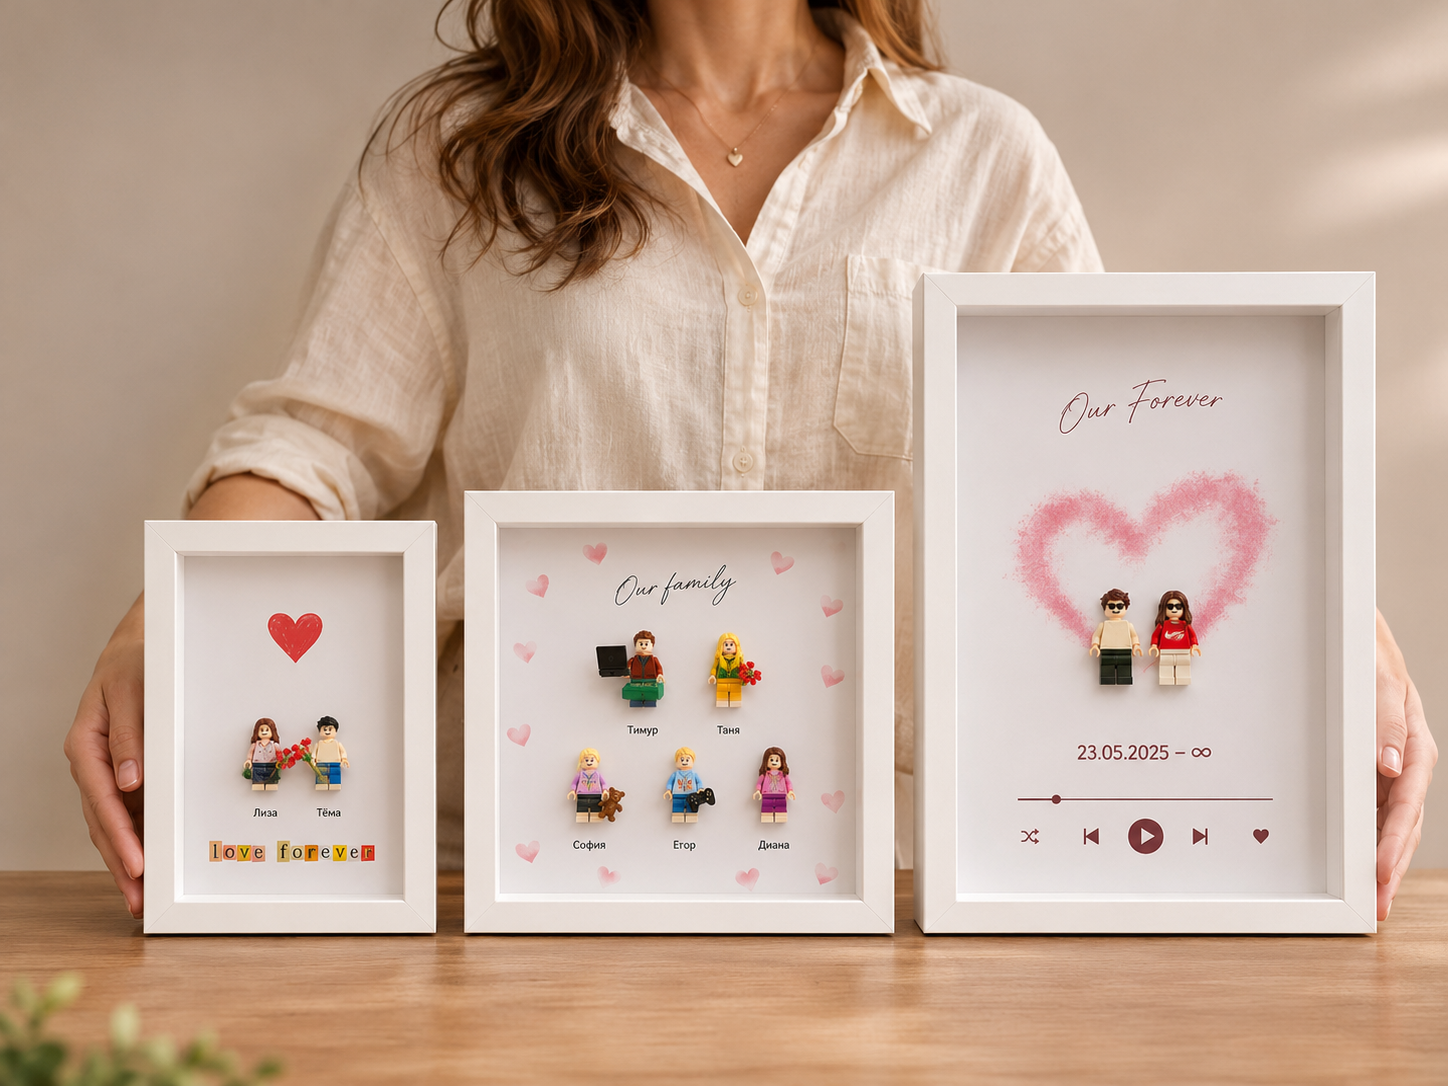 Лиза
Тёма
love forever
Our family
Тимур
Таня
София
Егор
Диана
Our Forever
23.05.2025 – ∞